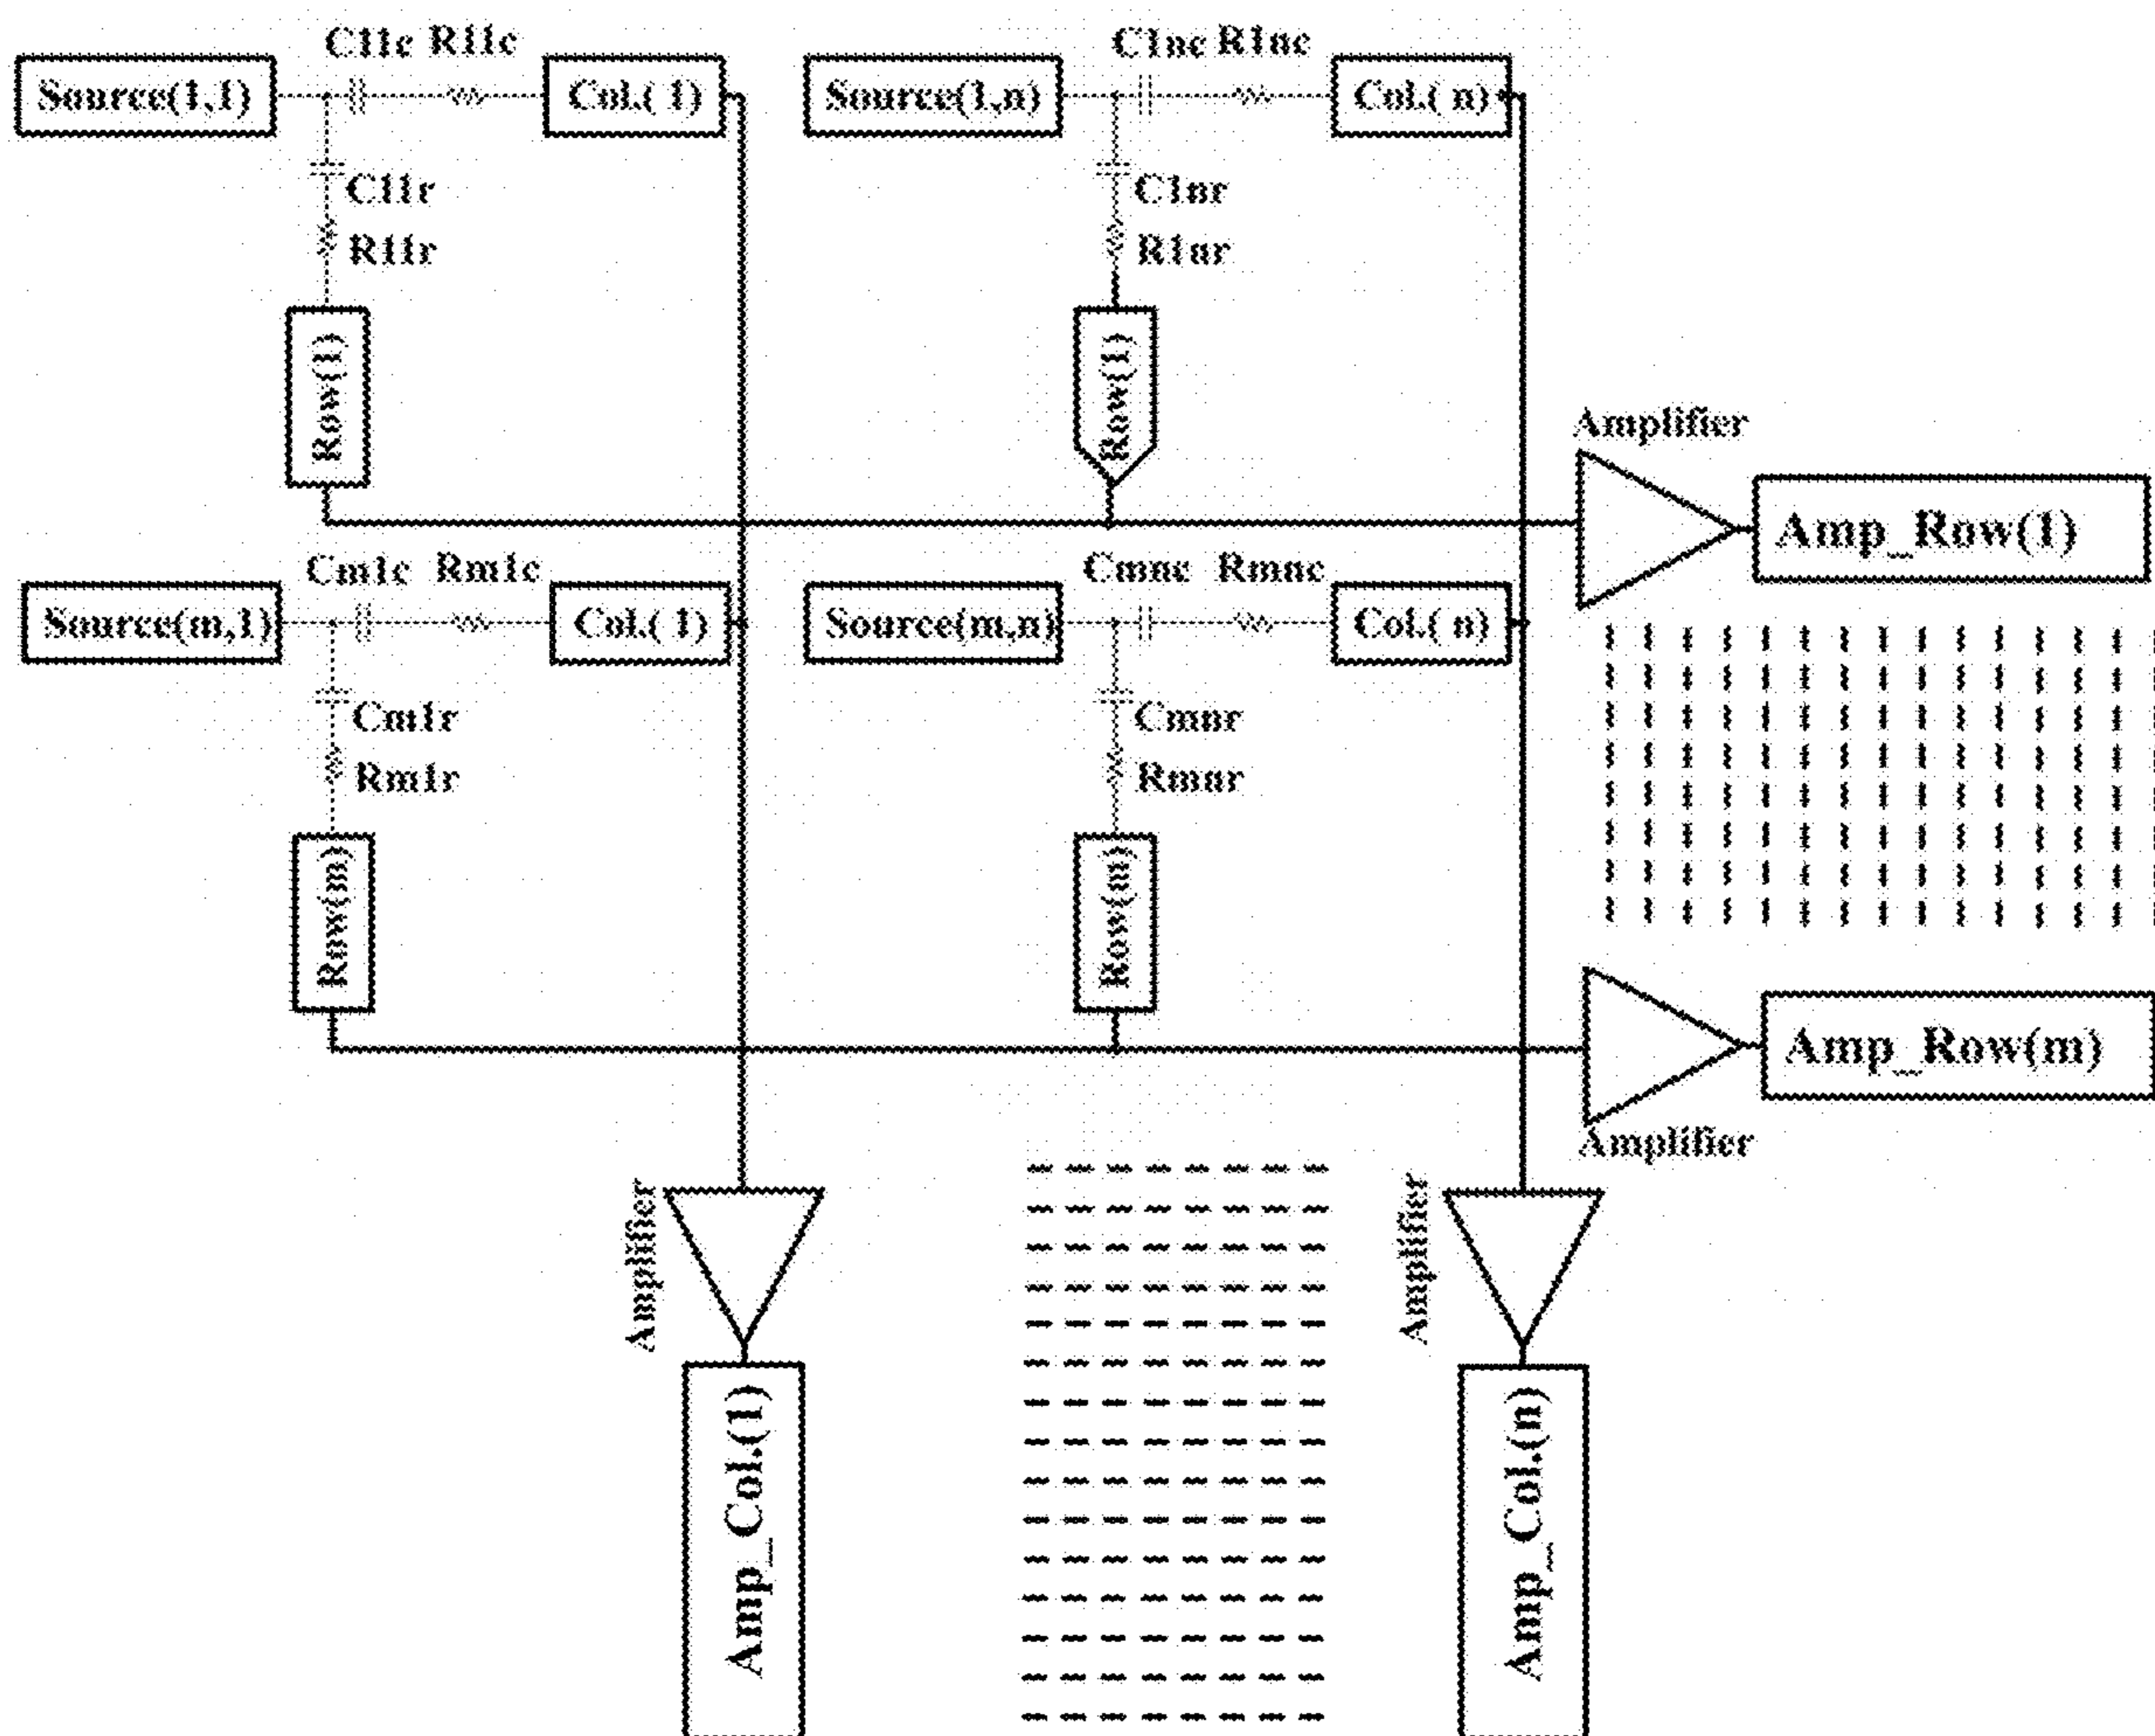 C11c R11c
C1nc R1nc
Source(1,1)
Col.( 1)
Source(1,n)
Col.( n)
C11r
C1nr
R11r
R1nr
Row(1)
Row(1)
Amplifier
Amp_Row(1)
Cm1c Rm1c
Cmnc Rmnc
Source(m,1)
Col.( 1)
Source(m,n)
Col.( n)
Cm1r
Cmnr
Rm1r
Rmnr
Row(m)
Row(m)
Amp_Row(m)
Amplifier
Amplifier
Amplifier
Amp_Col.(1)
Amp_Col.(n)